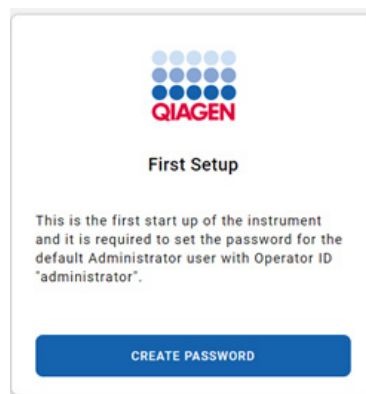 QIAGEN
First Setup
This is the first start up of the instrument
and it is required to set the password for the
default Administrator user with Operator ID
"administrator".
CREATE PASSWORD